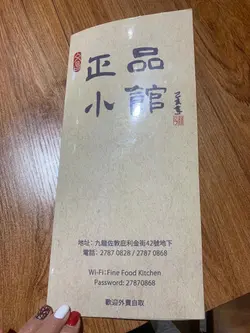 正品
小館
地址：九龍佐敦庇利金街42號地下
電話：2787 0828 / 2787 0868
Wi-Fi: Fine Food Kitchen
Password: 27870868
歡迎外賣自取